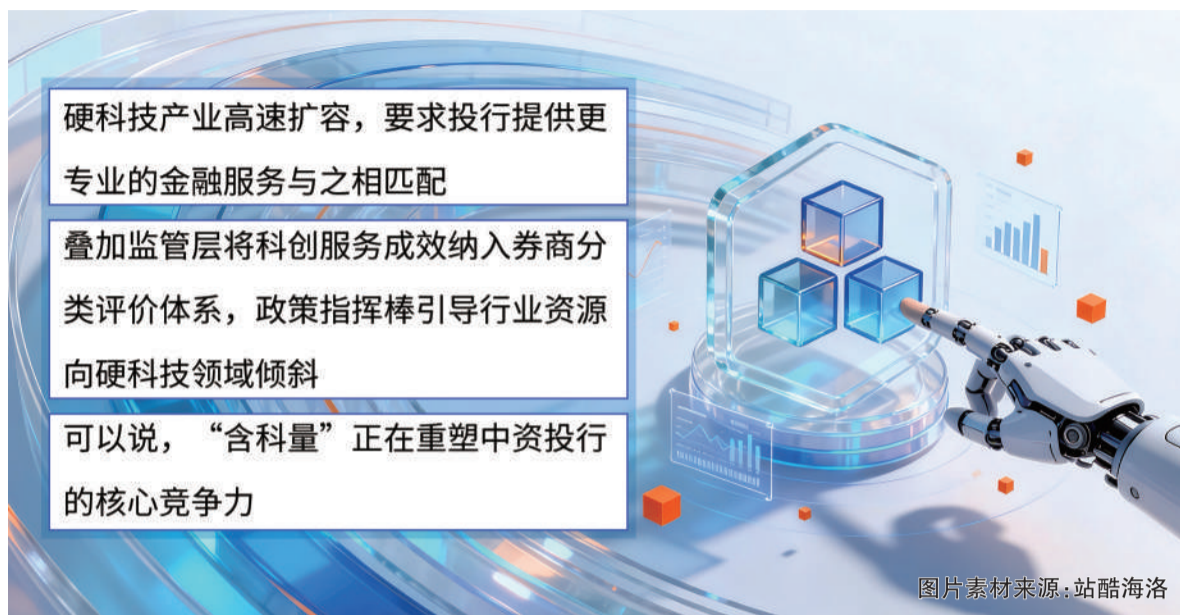 硬科技产业高速扩容，要求投行提供更
专业的金融服务与之相匹配
叠加监管层将科创服务成效纳入券商分
类评价体系，政策指挥棒引导行业资源
向硬科技领域倾斜
可以说，“含科量”正在重塑中资投行
的核心竞争力
图片素材来源:站酷海洛